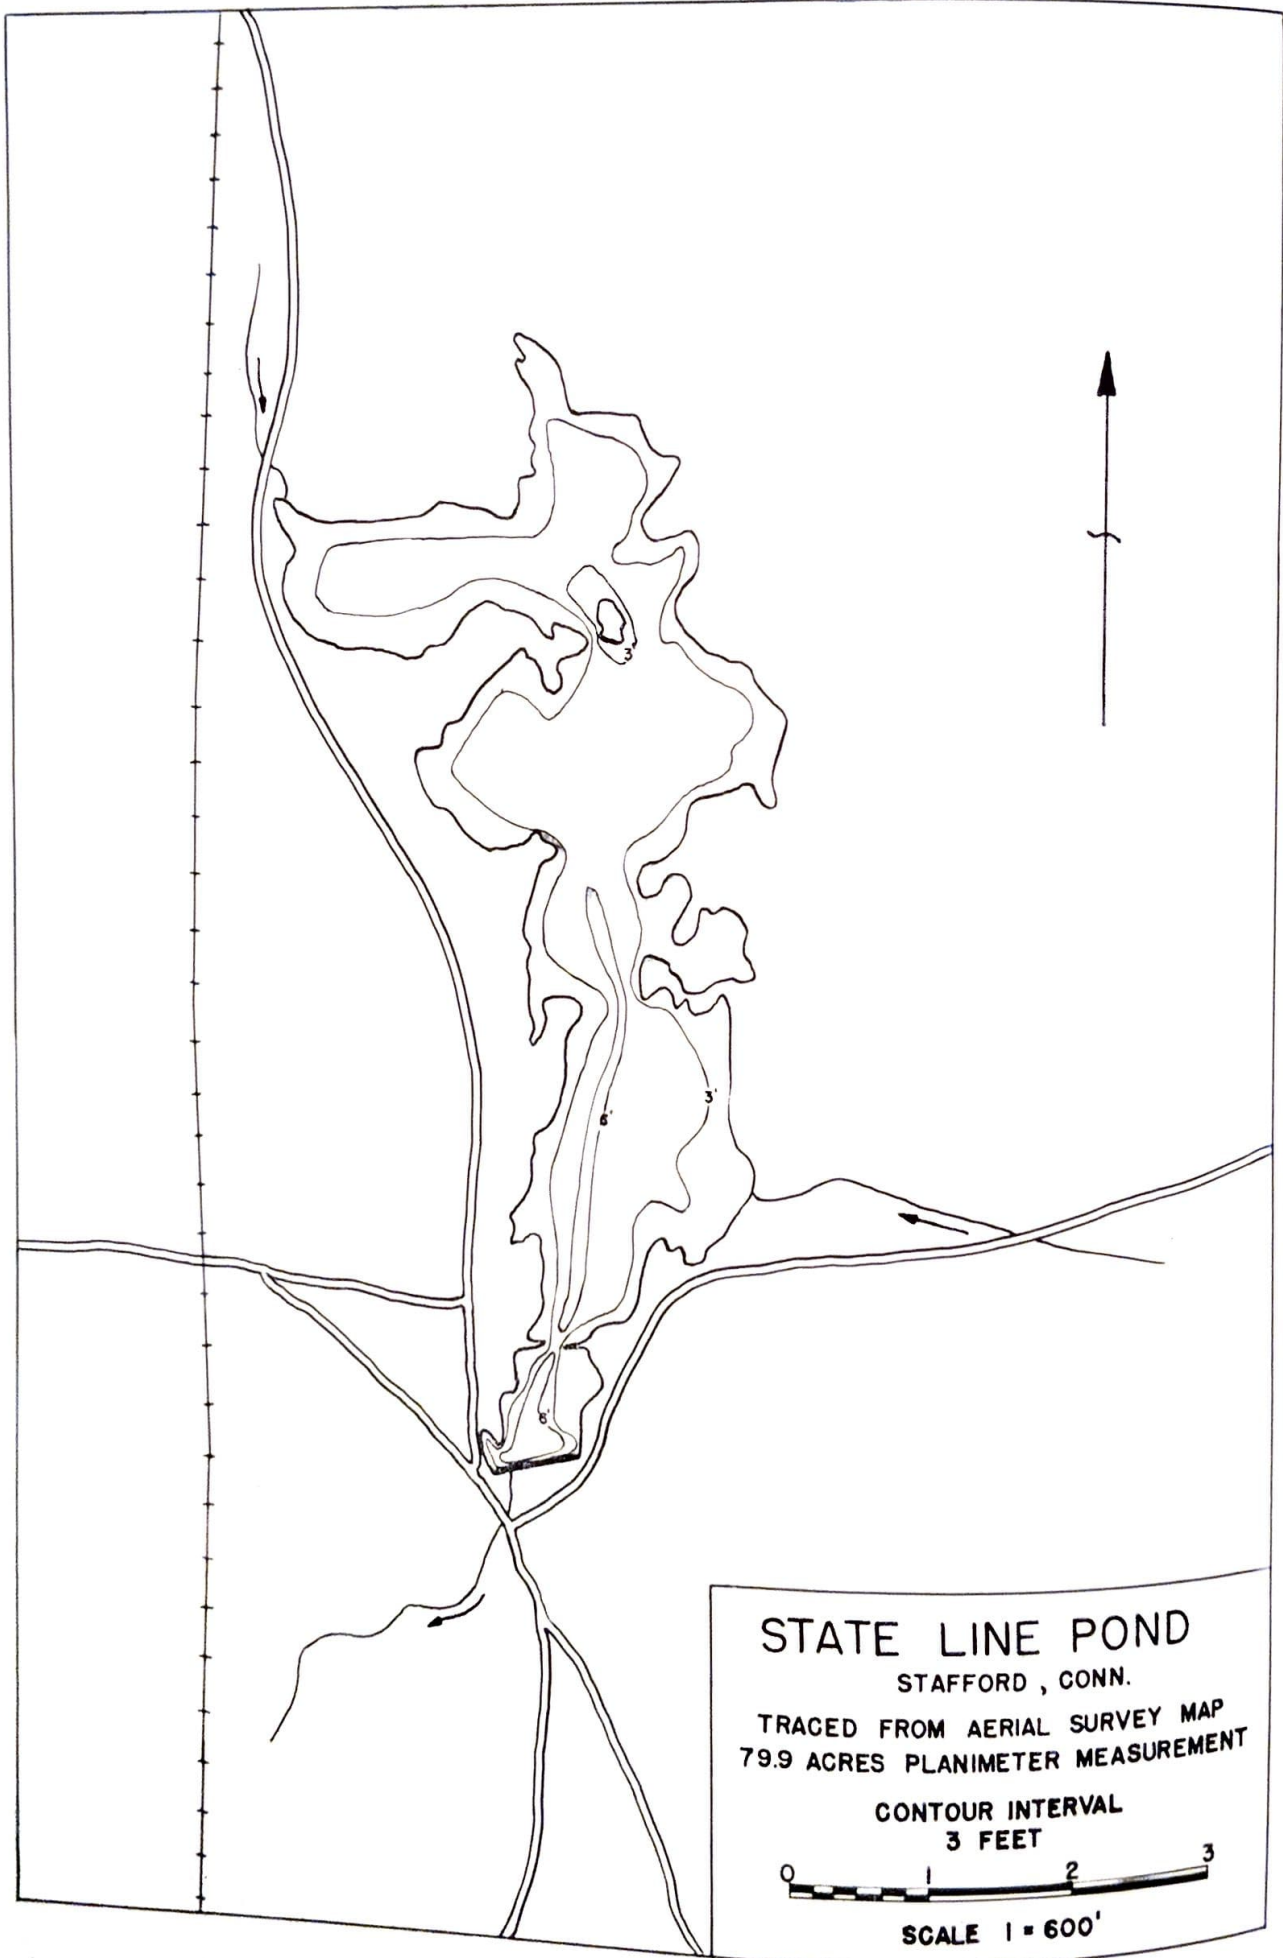 3
3'
6'
6'
STATE LINE POND
STAFFORD , CONN.
TRACED FROM AERIAL SURVEY MAP
79.9 ACRES PLANIMETER MEASUREMENT
CONTOUR INTERVAL
3 FEET
0 1 2 3
SCALE 1 = 600'